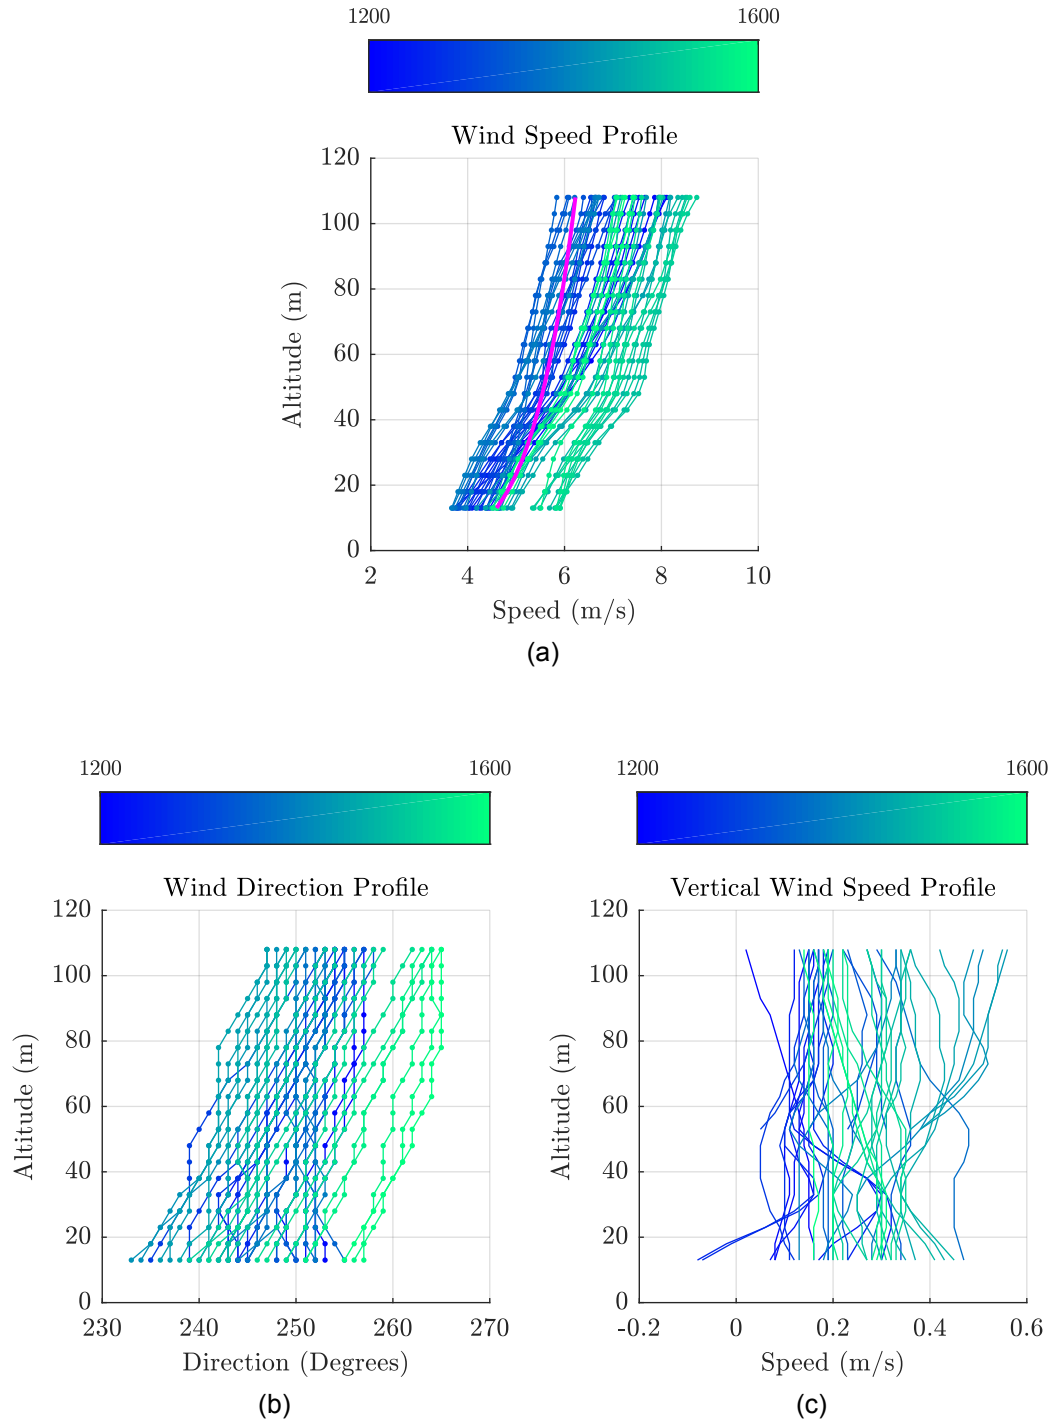 1200 1600
Wind Speed Profile
120
100
80
60
40
20
0
Altitude (m)
2 4 6 8 10
Speed (m/s)
(a)
1200 1600
Wind Direction Profile
120
100
80
60
40
20
0
Altitude (m)
230 240 250 260 270
Direction (Degrees)
(b)
1200 1600
Vertical Wind Speed Profile
120
100
80
60
40
20
0
Altitude (m)
-0.2 0 0.2 0.4 0.6
Speed (m/s)
(c)